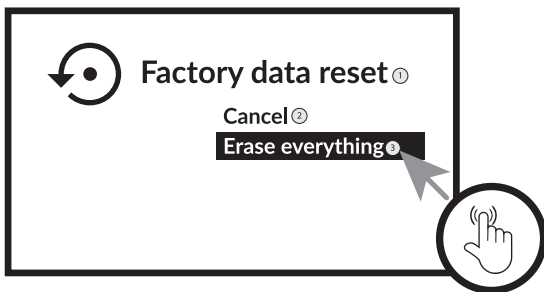 Factory data reset ①
Cancel ②
Erase everything ③